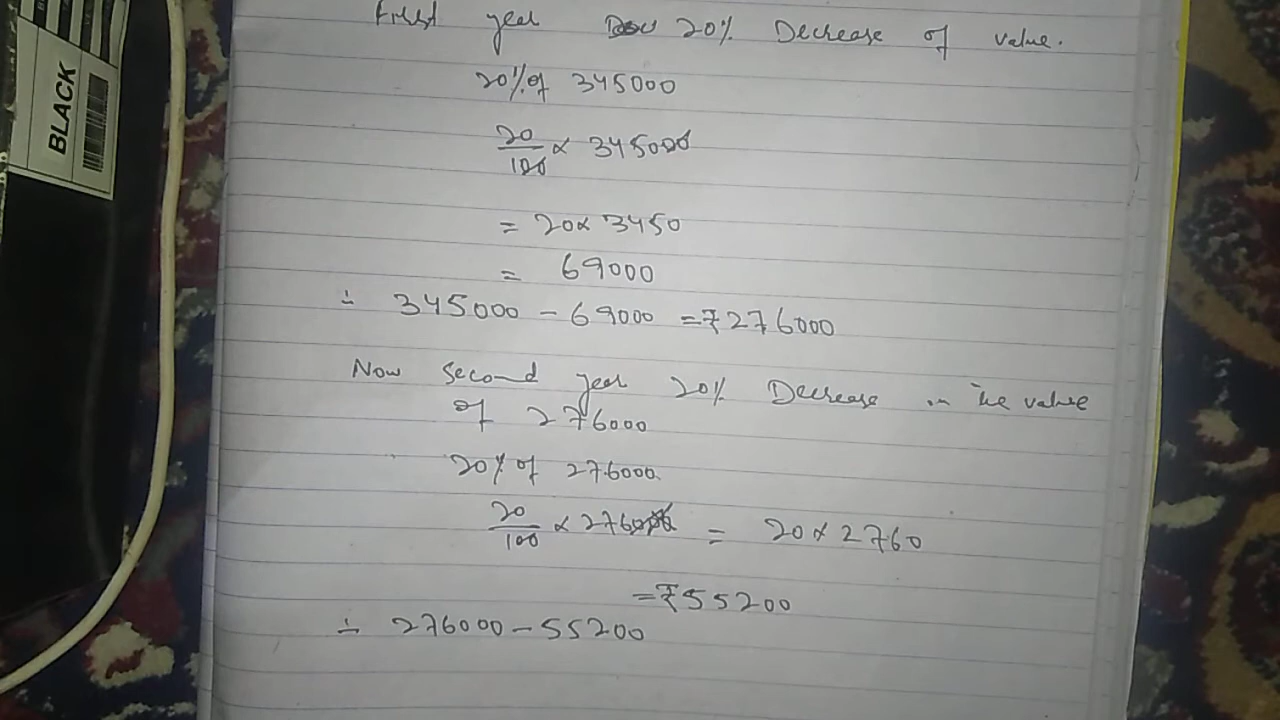 BLACK
First year 20% Decrease of value.
20% of 345000
20/100 × 345000
= 20 × 3450
= 69000
∴ 345000 - 69000 = ₹276000
Now second year 20% Decrease in the value
of 276000
20% of 276000
20/100 × 276000 = 20 × 2760
= ₹55200
∴ 276000 - 55200